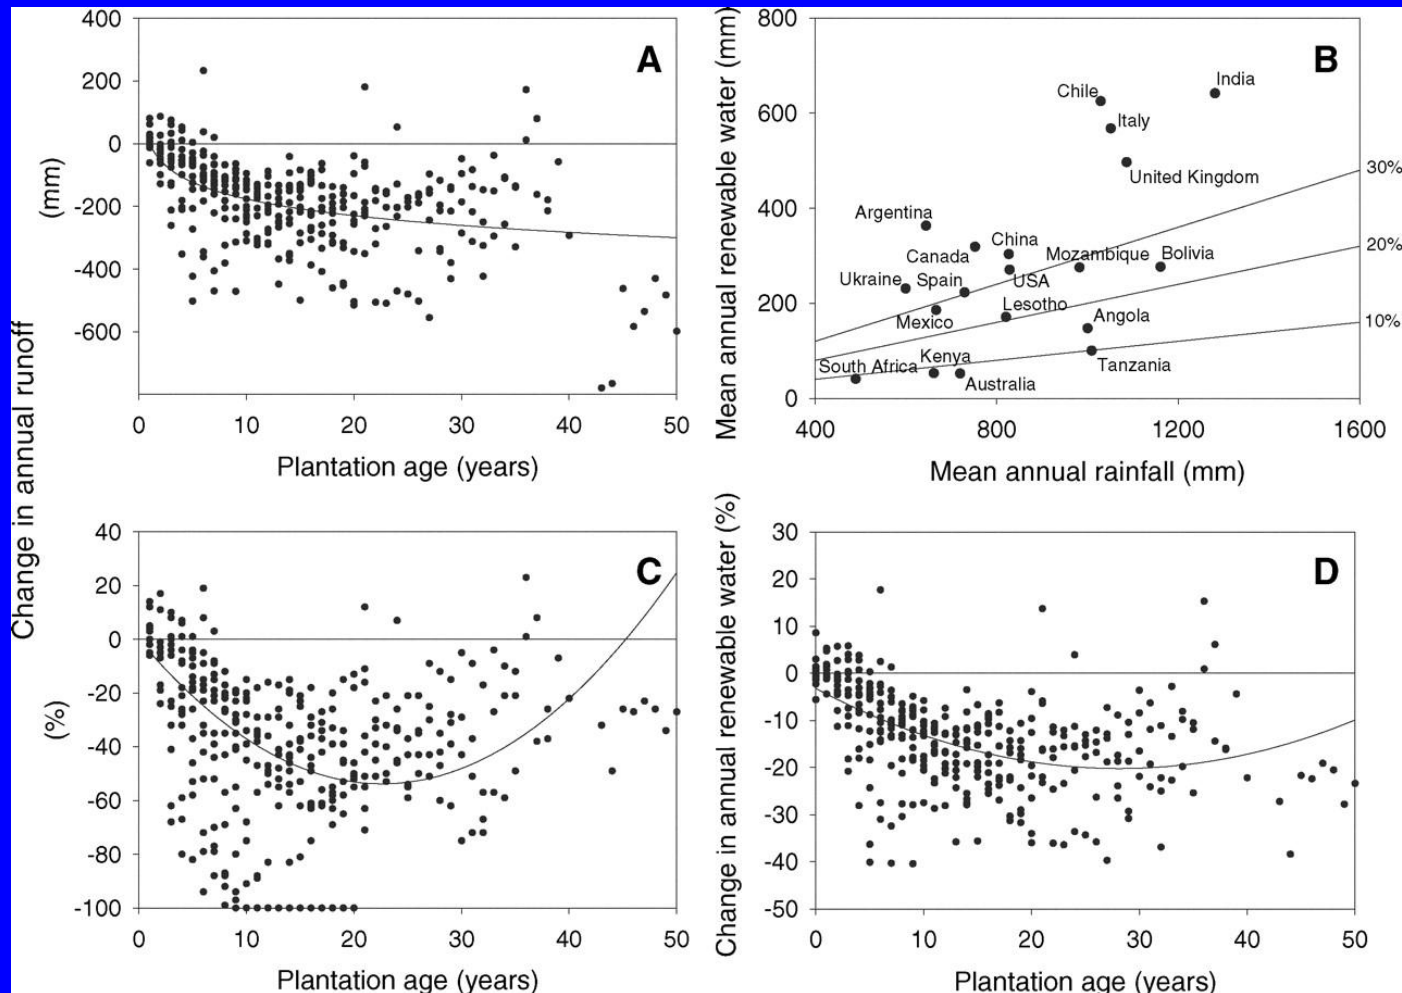 Change in annual runoff
(mm)
400
200
0
-200
-400
-600
A
0
10
20
30
40
50
Plantation age (years)
Mean annual renewable water (mm)
800
600
400
200
0
B
India
Chile
Italy
United Kingdom
30%
Argentina
China
Canada
Mozambique
Bolivia
20%
Ukraine
Spain
USA
Lesotho
Mexico
Angola
10%
South Africa
Kenya
Tanzania
Australia
400
800
1200
1600
Mean annual rainfall (mm)
(%)
40
20
0
-20
-40
-60
-80
-100
C
0
10
20
30
40
50
Plantation age (years)
Change in annual renewable water (%)
30
20
10
0
-10
-20
-30
-40
-50
D
0
10
20
30
40
50
Plantation age (years)